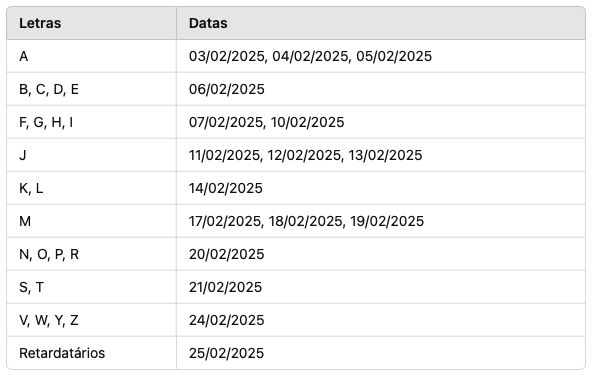 Letras Datas
A 03/02/2025, 04/02/2025, 05/02/2025
B, C, D, E 06/02/2025
F, G, H, I 07/02/2025, 10/02/2025
J 11/02/2025, 12/02/2025, 13/02/2025
K, L 14/02/2025
M 17/02/2025, 18/02/2025, 19/02/2025
N, O, P, R 20/02/2025
S, T 21/02/2025
V, W, Y, Z 24/02/2025
Retardatários 25/02/2025